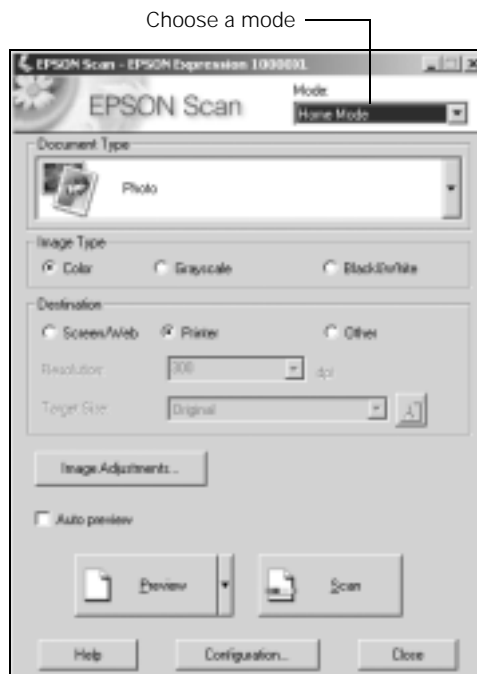 Choose a mode
EPSON Scan - EPSON Expression 10000XL
EPSON Scan
Mode:
Home Mode
Document Type
Photo
Image Type
Color Grayscale Black&White
Destination
Screen/Web Printer Other
Resolution: 300 dpi
Target Size: Original
Image Adjustments...
Auto preview
Preview Scan
Help Configuration... Close